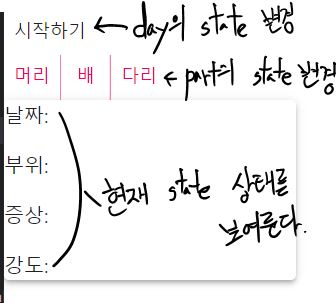 시작하기 ← day의 state 변경
머리 배 다리 ← part의 state 변경
날짜:
부위:
증상:
강도:
현재 state 상태를
보여준다.